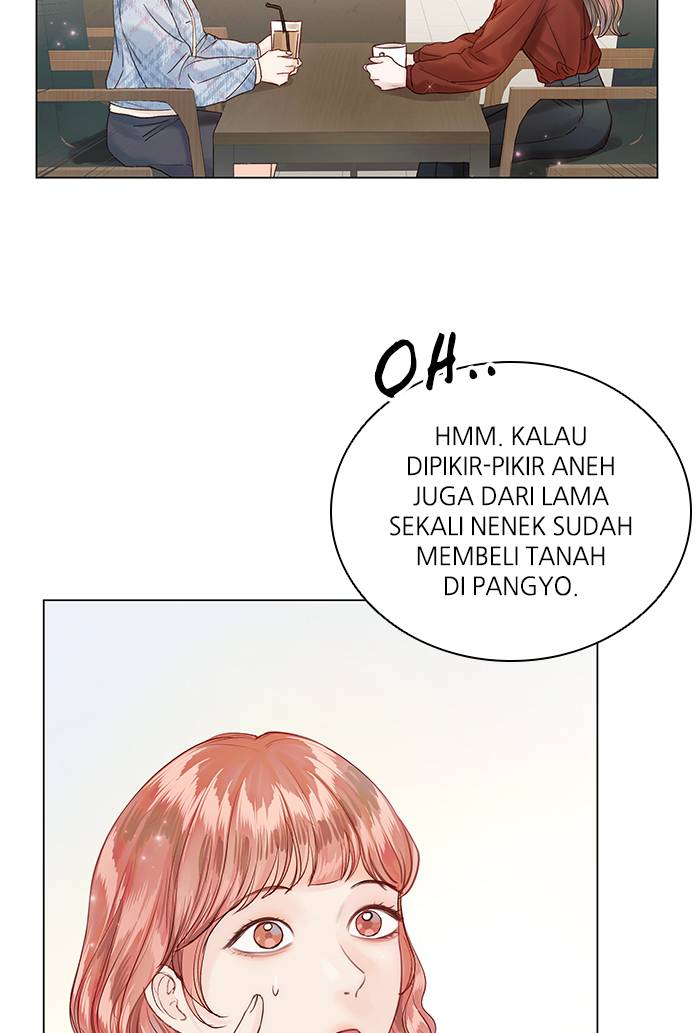 OH..
HMM. KALAU
DIPIKIR-PIKIR ANEH
JUGA DARI LAMA
SEKALI NENEK SUDAH
MEMBELI TANAH
DI PANGYO.